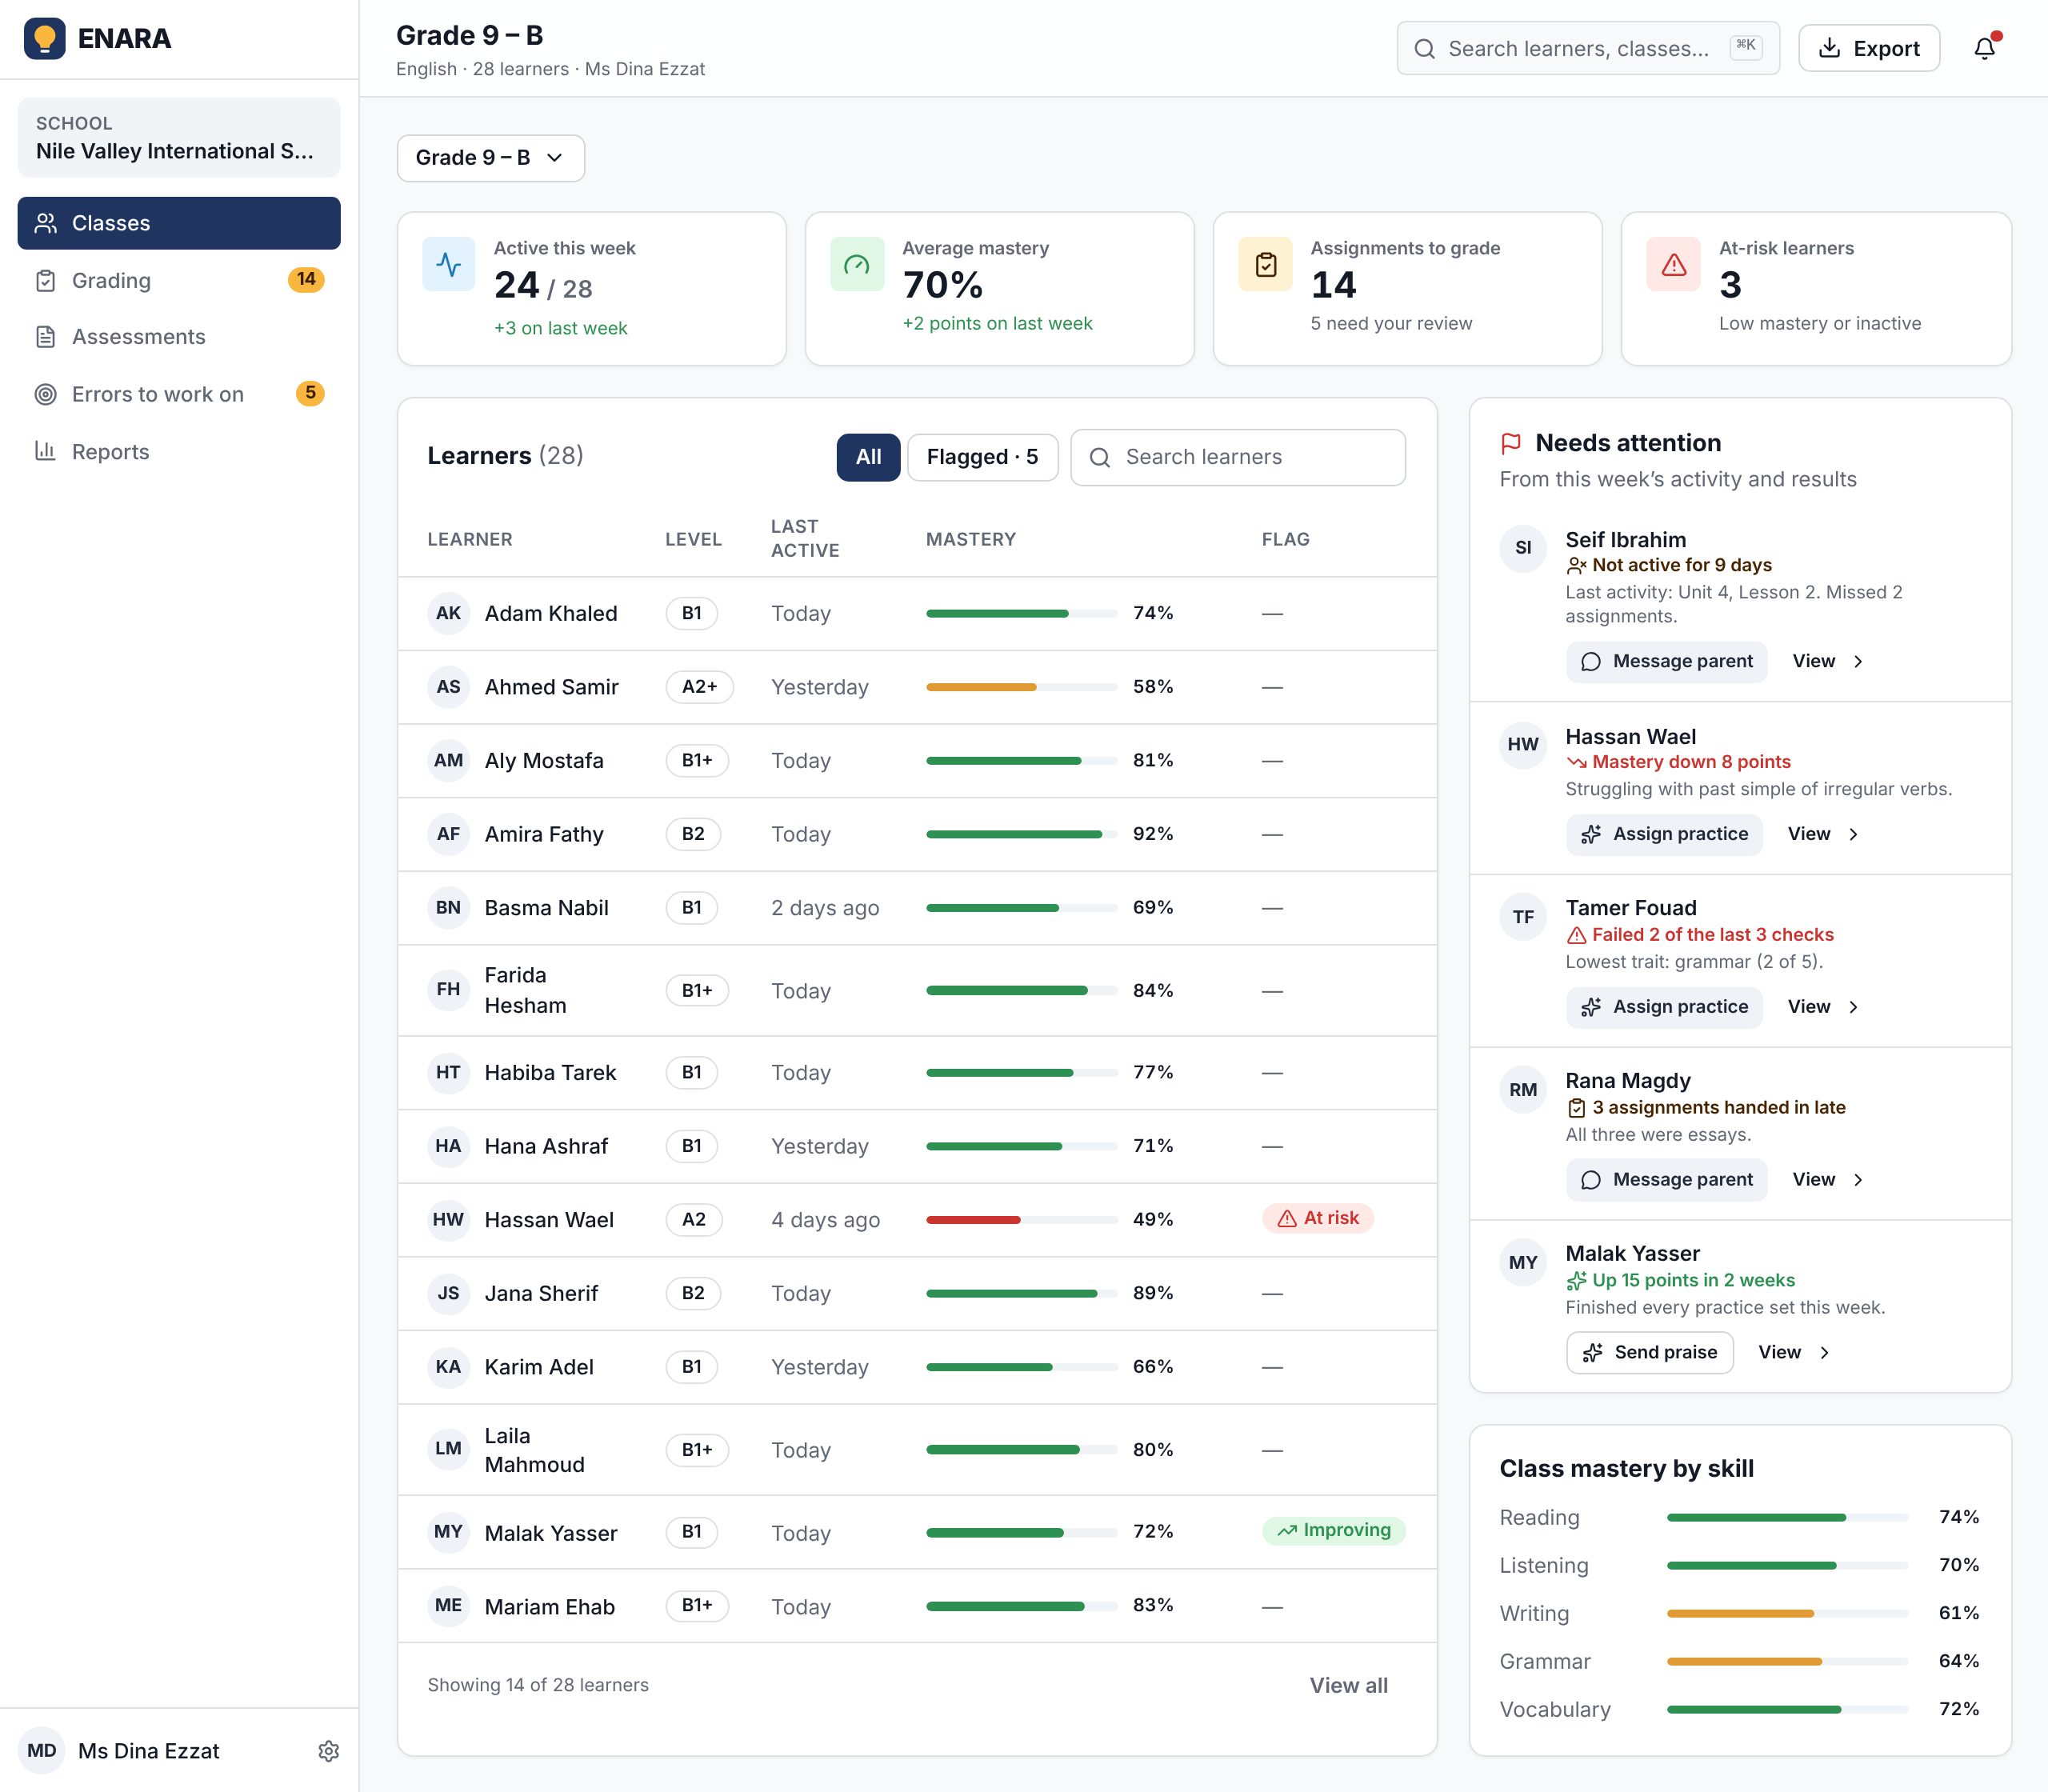 ENARA
SCHOOL
Nile Valley International S...
Classes
Grading 14
Assessments
Errors to work on 5
Reports
MD Ms Dina Ezzat
Grade 9 – B
English · 28 learners · Ms Dina Ezzat
Search learners, classes... ⌘K
Export
Grade 9 – B
Active this week
24 / 28
+3 on last week
Average mastery
70%
+2 points on last week
Assignments to grade
14
5 need your review
At-risk learners
3
Low mastery or inactive
Learners (28)
All
Flagged · 5
Search learners
LEARNER LEVEL LAST ACTIVE MASTERY FLAG
AK Adam Khaled B1 Today 74% —
AS Ahmed Samir A2+ Yesterday 58% —
AM Aly Mostafa B1+ Today 81% —
AF Amira Fathy B2 Today 92% —
BN Basma Nabil B1 2 days ago 69% —
FH Farida Hesham B1+ Today 84% —
HT Habiba Tarek B1 Today 77% —
HA Hana Ashraf B1 Yesterday 71% —
HW Hassan Wael A2 4 days ago 49% At risk
JS Jana Sherif B2 Today 89% —
KA Karim Adel B1 Yesterday 66% —
LM Laila Mahmoud B1+ Today 80% —
MY Malak Yasser B1 Today 72% Improving
ME Mariam Ehab B1+ Today 83% —
Showing 14 of 28 learners
View all
Needs attention
From this week’s activity and results
SI Seif Ibrahim
Not active for 9 days
Last activity: Unit 4, Lesson 2. Missed 2
assignments.
Message parent View
HW Hassan Wael
Mastery down 8 points
Struggling with past simple of irregular verbs.
Assign practice View
TF Tamer Fouad
Failed 2 of the last 3 checks
Lowest trait: grammar (2 of 5).
Assign practice View
RM Rana Magdy
3 assignments handed in late
All three were essays.
Message parent View
MY Malak Yasser
Up 15 points in 2 weeks
Finished every practice set this week.
Send praise View
Class mastery by skill
Reading 74%
Listening 70%
Writing 61%
Grammar 64%
Vocabulary 72%